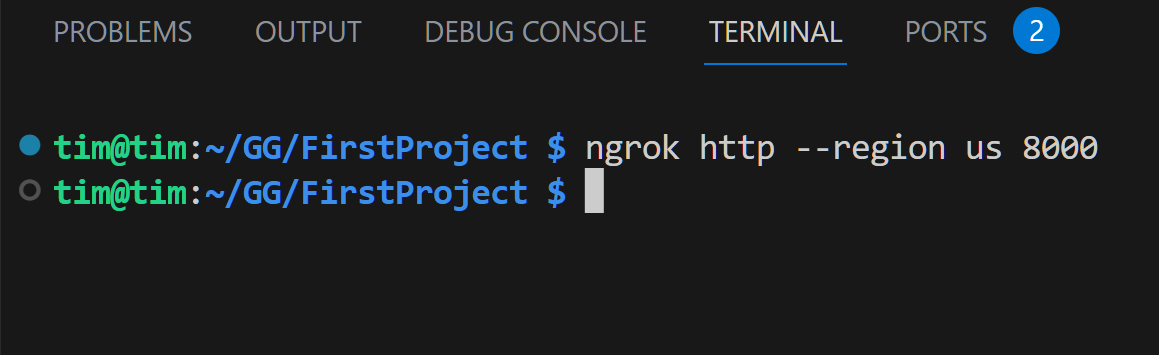 PROBLEMS OUTPUT DEBUG CONSOLE TERMINAL PORTS 2
tim@tim:~/GG/FirstProject $ ngrok http --region us 8000
tim@tim:~/GG/FirstProject $